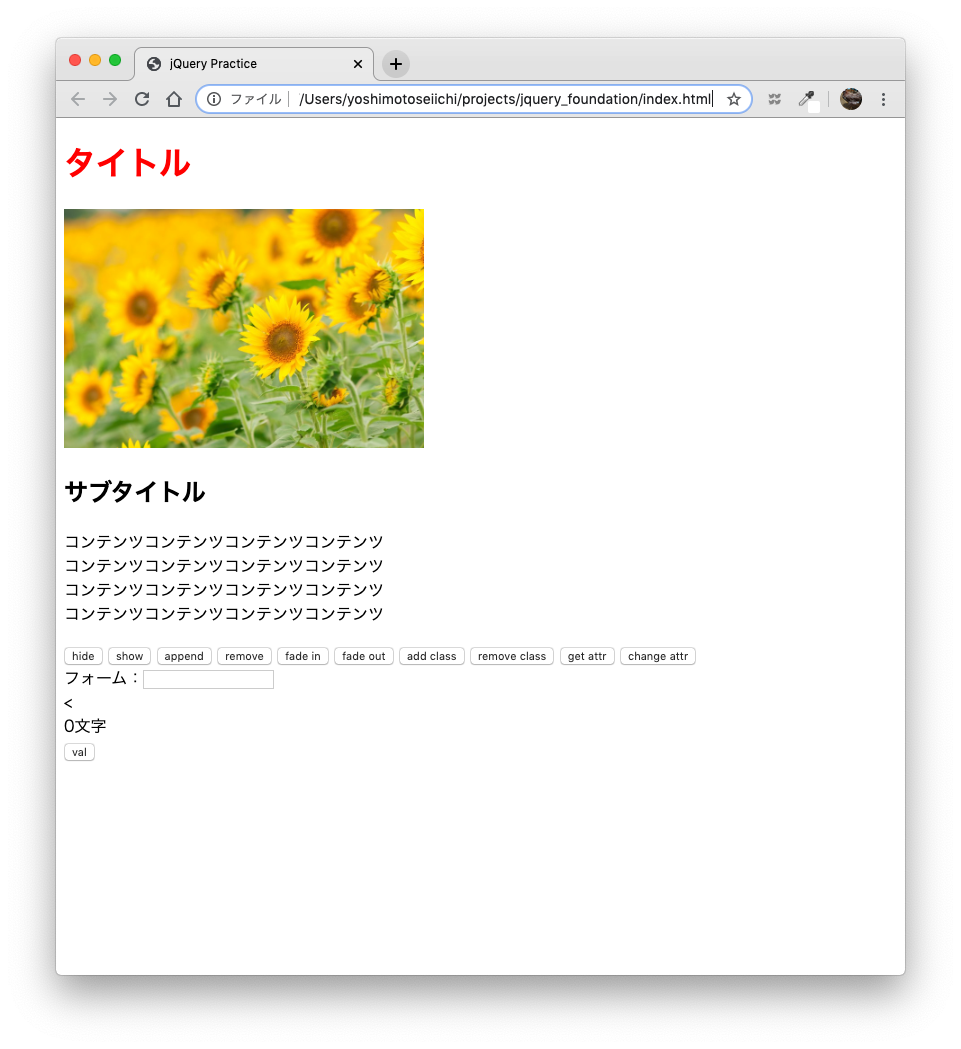 jQuery Practice
ファイル /Users/yoshimotoseiichi/projects/jquery_foundation/index.html
タイトル
サブタイトル
コンテンツコンテンツコンテンツコンテンツ
コンテンツコンテンツコンテンツコンテンツ
コンテンツコンテンツコンテンツコンテンツ
コンテンツコンテンツコンテンツコンテンツ
hide show append remove fade in fade out add class remove class get attr change attr
フォーム：
<
0文字
val